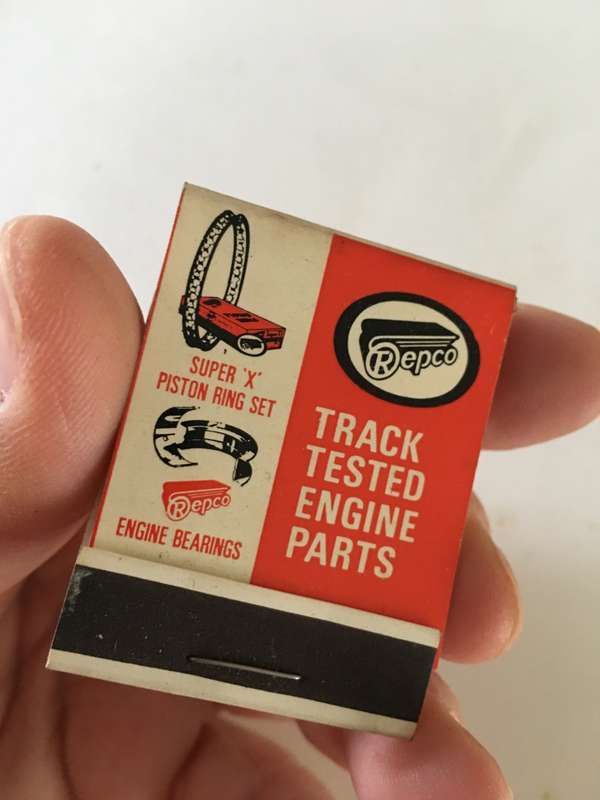 SUPER 'X'
PISTON RING SET
Repco
ENGINE BEARINGS
Repco
TRACK
TESTED
ENGINE
PARTS